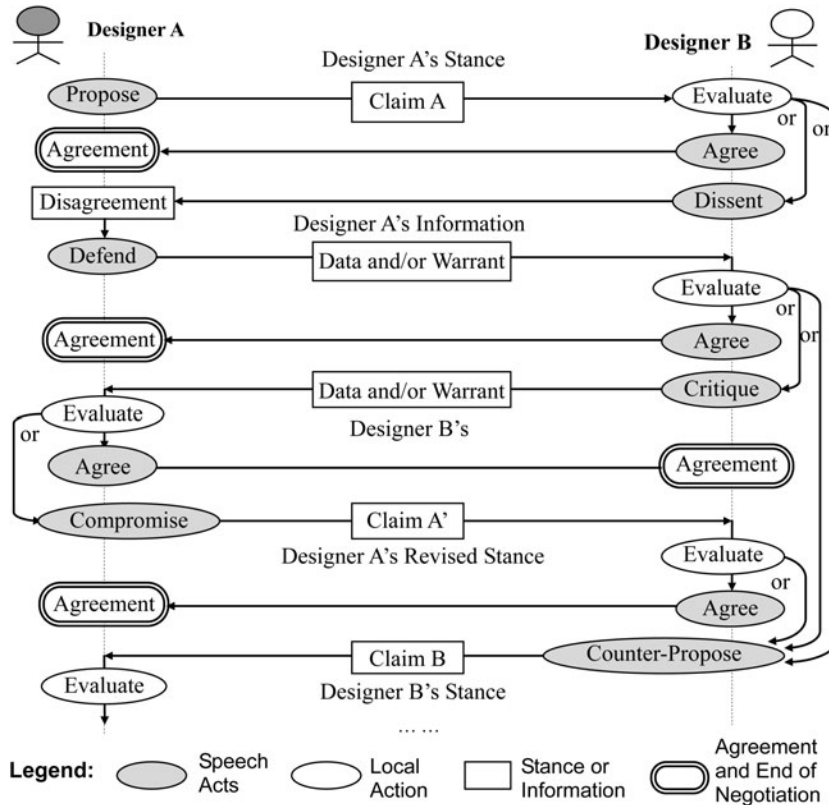 Designer A
Designer B
Designer A's Stance
Propose
Claim A
Evaluate
or
or
Agreement
Agree
Disagreement
Dissent
Designer A's Information
Defend
Data and/or Warrant
Evaluate
or
or
Agreement
Agree
Data and/or Warrant
Critique
Evaluate
or
Designer B's
Agree
Agreement
Compromise
Claim A'
Designer A's Revised Stance
Evaluate
or
Agreement
Agree
Claim B
Counter-Propose
Evaluate
Designer B's Stance
... ...
Legend:
Speech
Acts
Local
Action
Stance or
Information
Agreement
and End of
Negotiation